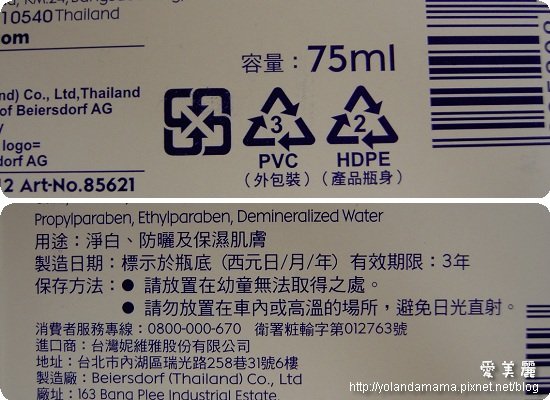 10540 Thailand
om
容量：75ml
and) Co., Ltd,Thailand
of Beiersdorf AG
logo=
sdorf AG
2 Art-No.85621
3
PVC
（外包裝）
2
HDPE
（產品瓶身）
Propylparaben, Ethylparaben, Demineralized Water
用途：淨白、防曬及保濕肌膚
製造日期：標示於瓶底（西元日/月/年）有效期限：3年
保存方法：● 請放置在幼童無法取得之處。
● 請勿放置在車內或高溫的場所，避免日光直射。
消費者服務專線：0800-000-670 衛署粧輸字第012763號
進口商：台灣妮維雅股份有限公司
地址：台北市內湖區瑞光路258巷31號6樓
製造廠：Beiersdorf (Thailand) Co., Ltd
廠址：163 Bang Plee Industrial Estate,
愛美麗
http://yolandamama.pixnet.net/blog